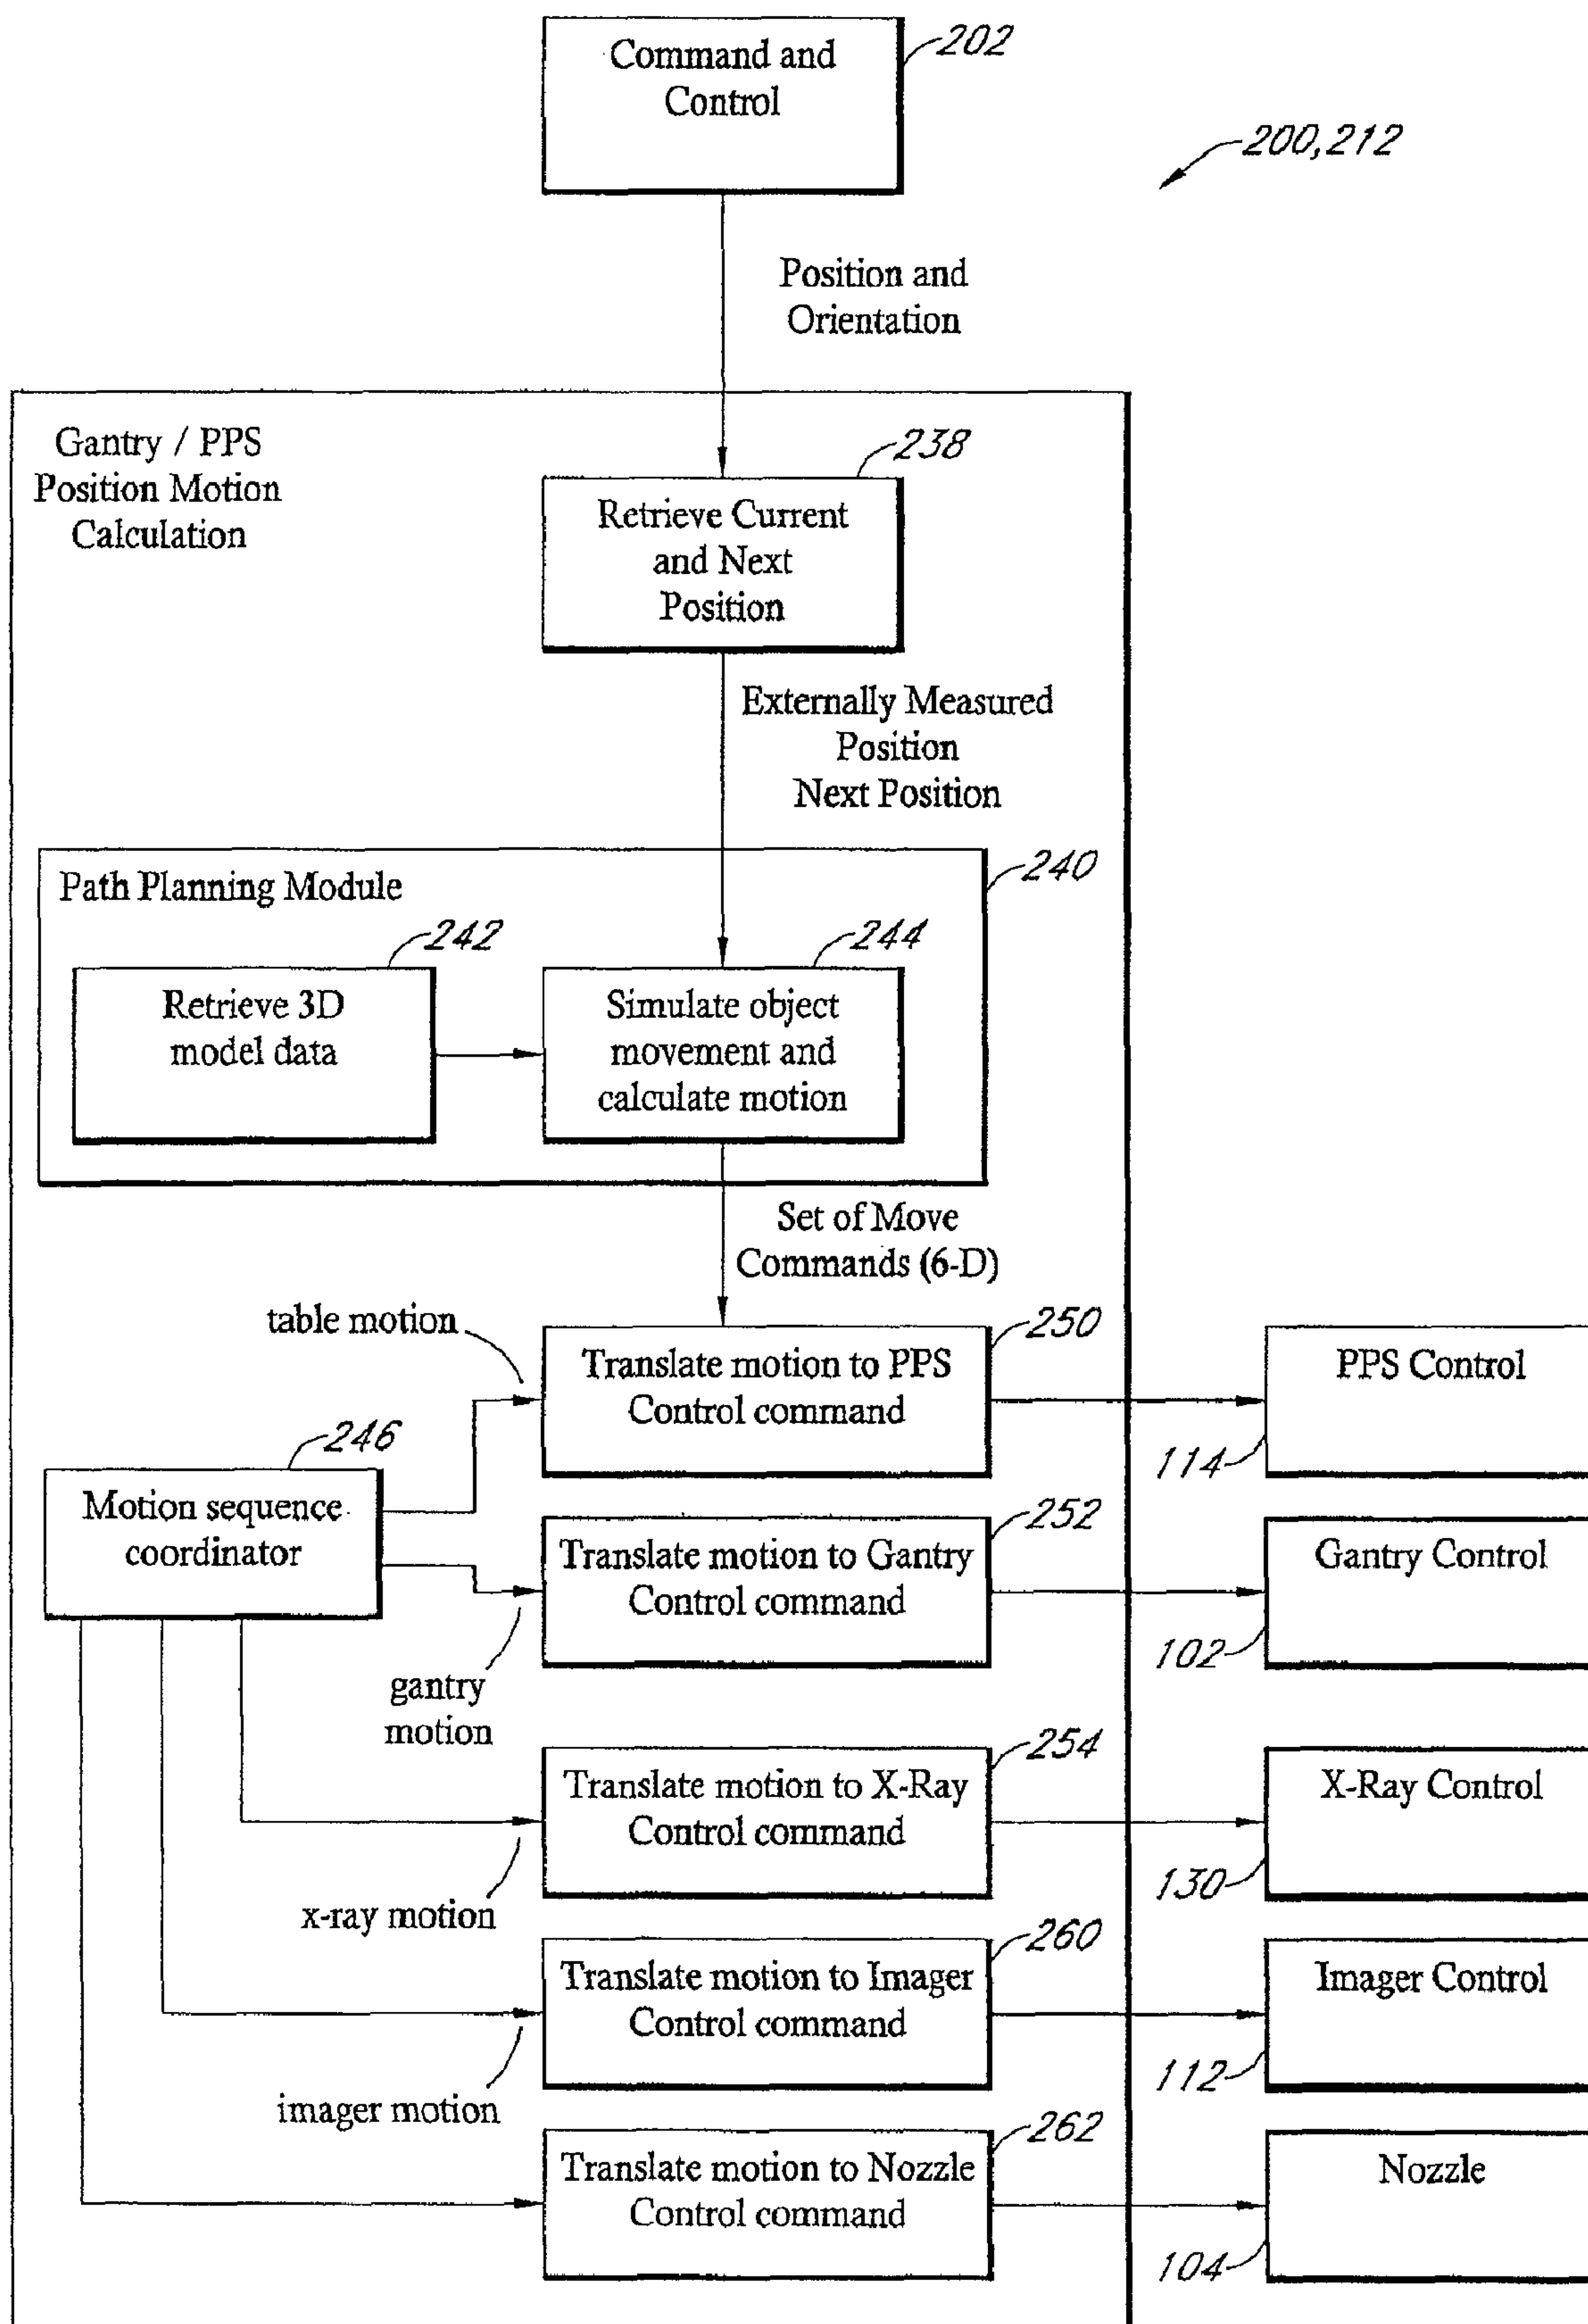 Command and
Control
202
200,212
Position and
Orientation
Gantry / PPS
Position Motion
Calculation
238
Retrieve Current
and Next
Position
Externally Measured
Position
Next Position
240
Path Planning Module
242
Retrieve 3D
model data
244
Simulate object
movement and
calculate motion
Set of Move
Commands (6-D)
table motion
250
Translate motion to PPS
Control command
PPS Control
114
246
Motion sequence
coordinator
252
Translate motion to Gantry
Control command
Gantry Control
102
gantry
motion
254
Translate motion to X-Ray
Control command
X-Ray Control
130
x-ray motion
260
Translate motion to Imager
Control command
Imager Control
112
imager motion
262
Translate motion to Nozzle
Control command
Nozzle
104